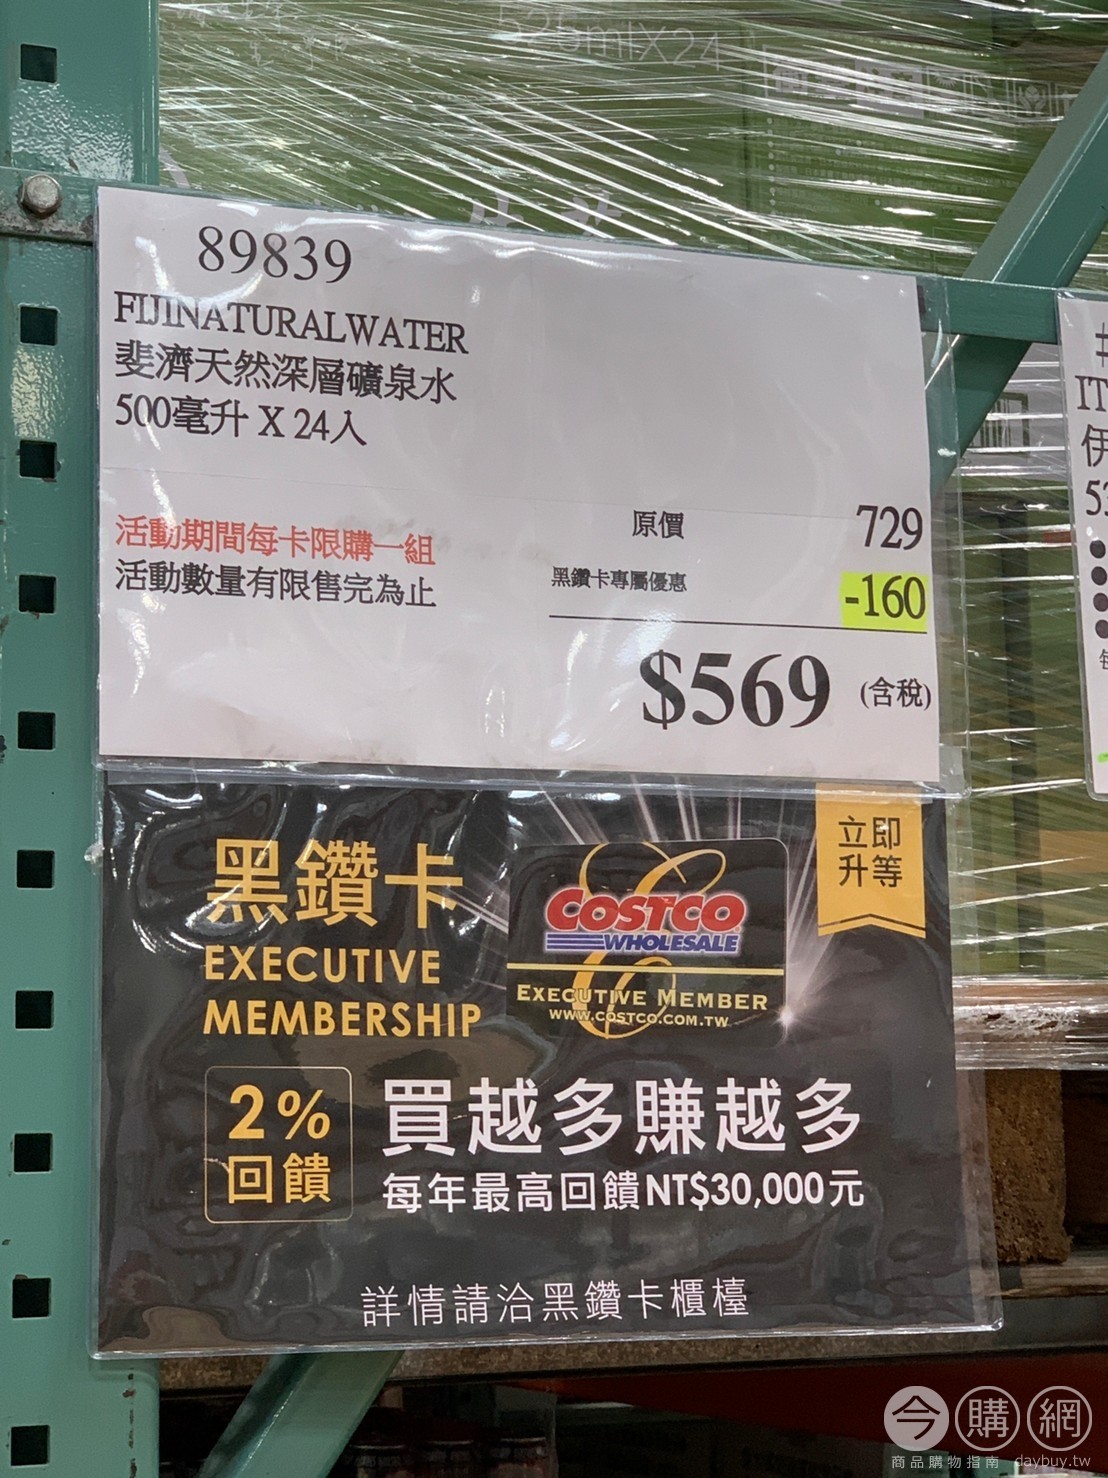 525mlX24
89839
FIJINATURALWATER
斐濟天然深層礦泉水
500毫升 X 24入
活動期間每卡限購一組
活動數量有限售完為止
原價 729
黑鑽卡專屬優惠 -160
$569 (含稅)
黑鑽卡
EXECUTIVE
MEMBERSHIP
COSTCO
WHOLESALE
EXECUTIVE MEMBER
WWW.COSTCO.COM.TW
立即
升等
2%
回饋
買越多賺越多
每年最高回饋NT$30,000元
詳情請洽黑鑽卡櫃檯
IT
伊
今購網
商品購物指南 daybuy.tw